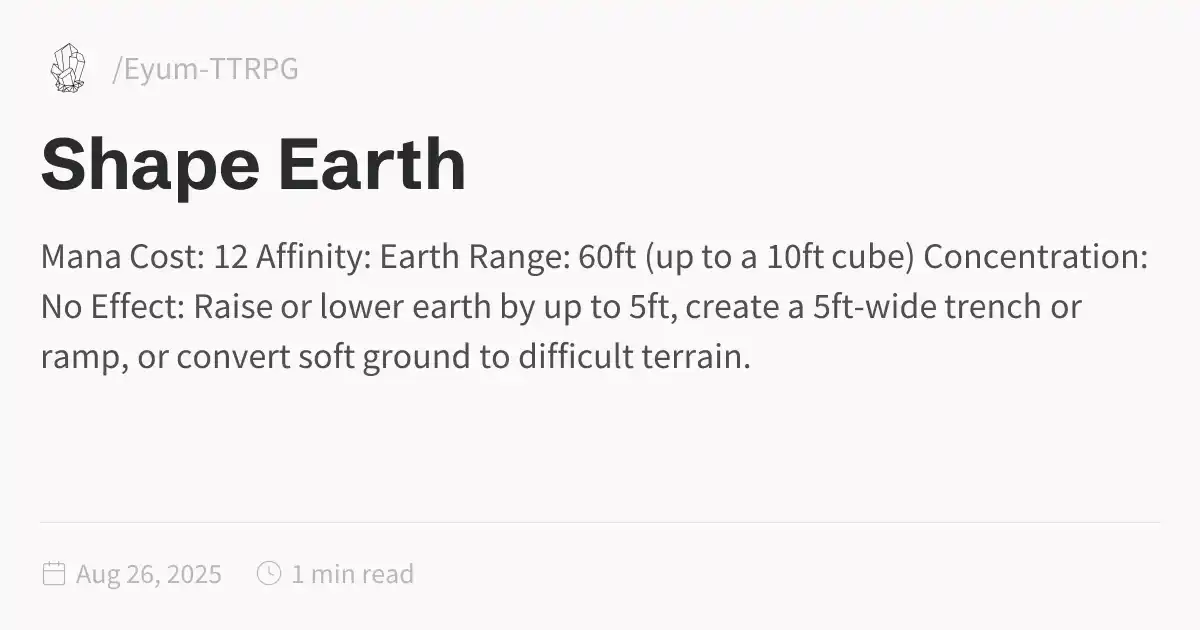 /Eyum-TTRPG
Shape Earth
Mana Cost: 12 Affinity: Earth Range: 60ft (up to a 10ft cube) Concentration:
No Effect: Raise or lower earth by up to 5ft, create a 5ft-wide trench or
ramp, or convert soft ground to difficult terrain.
Aug 26, 2025 1 min read